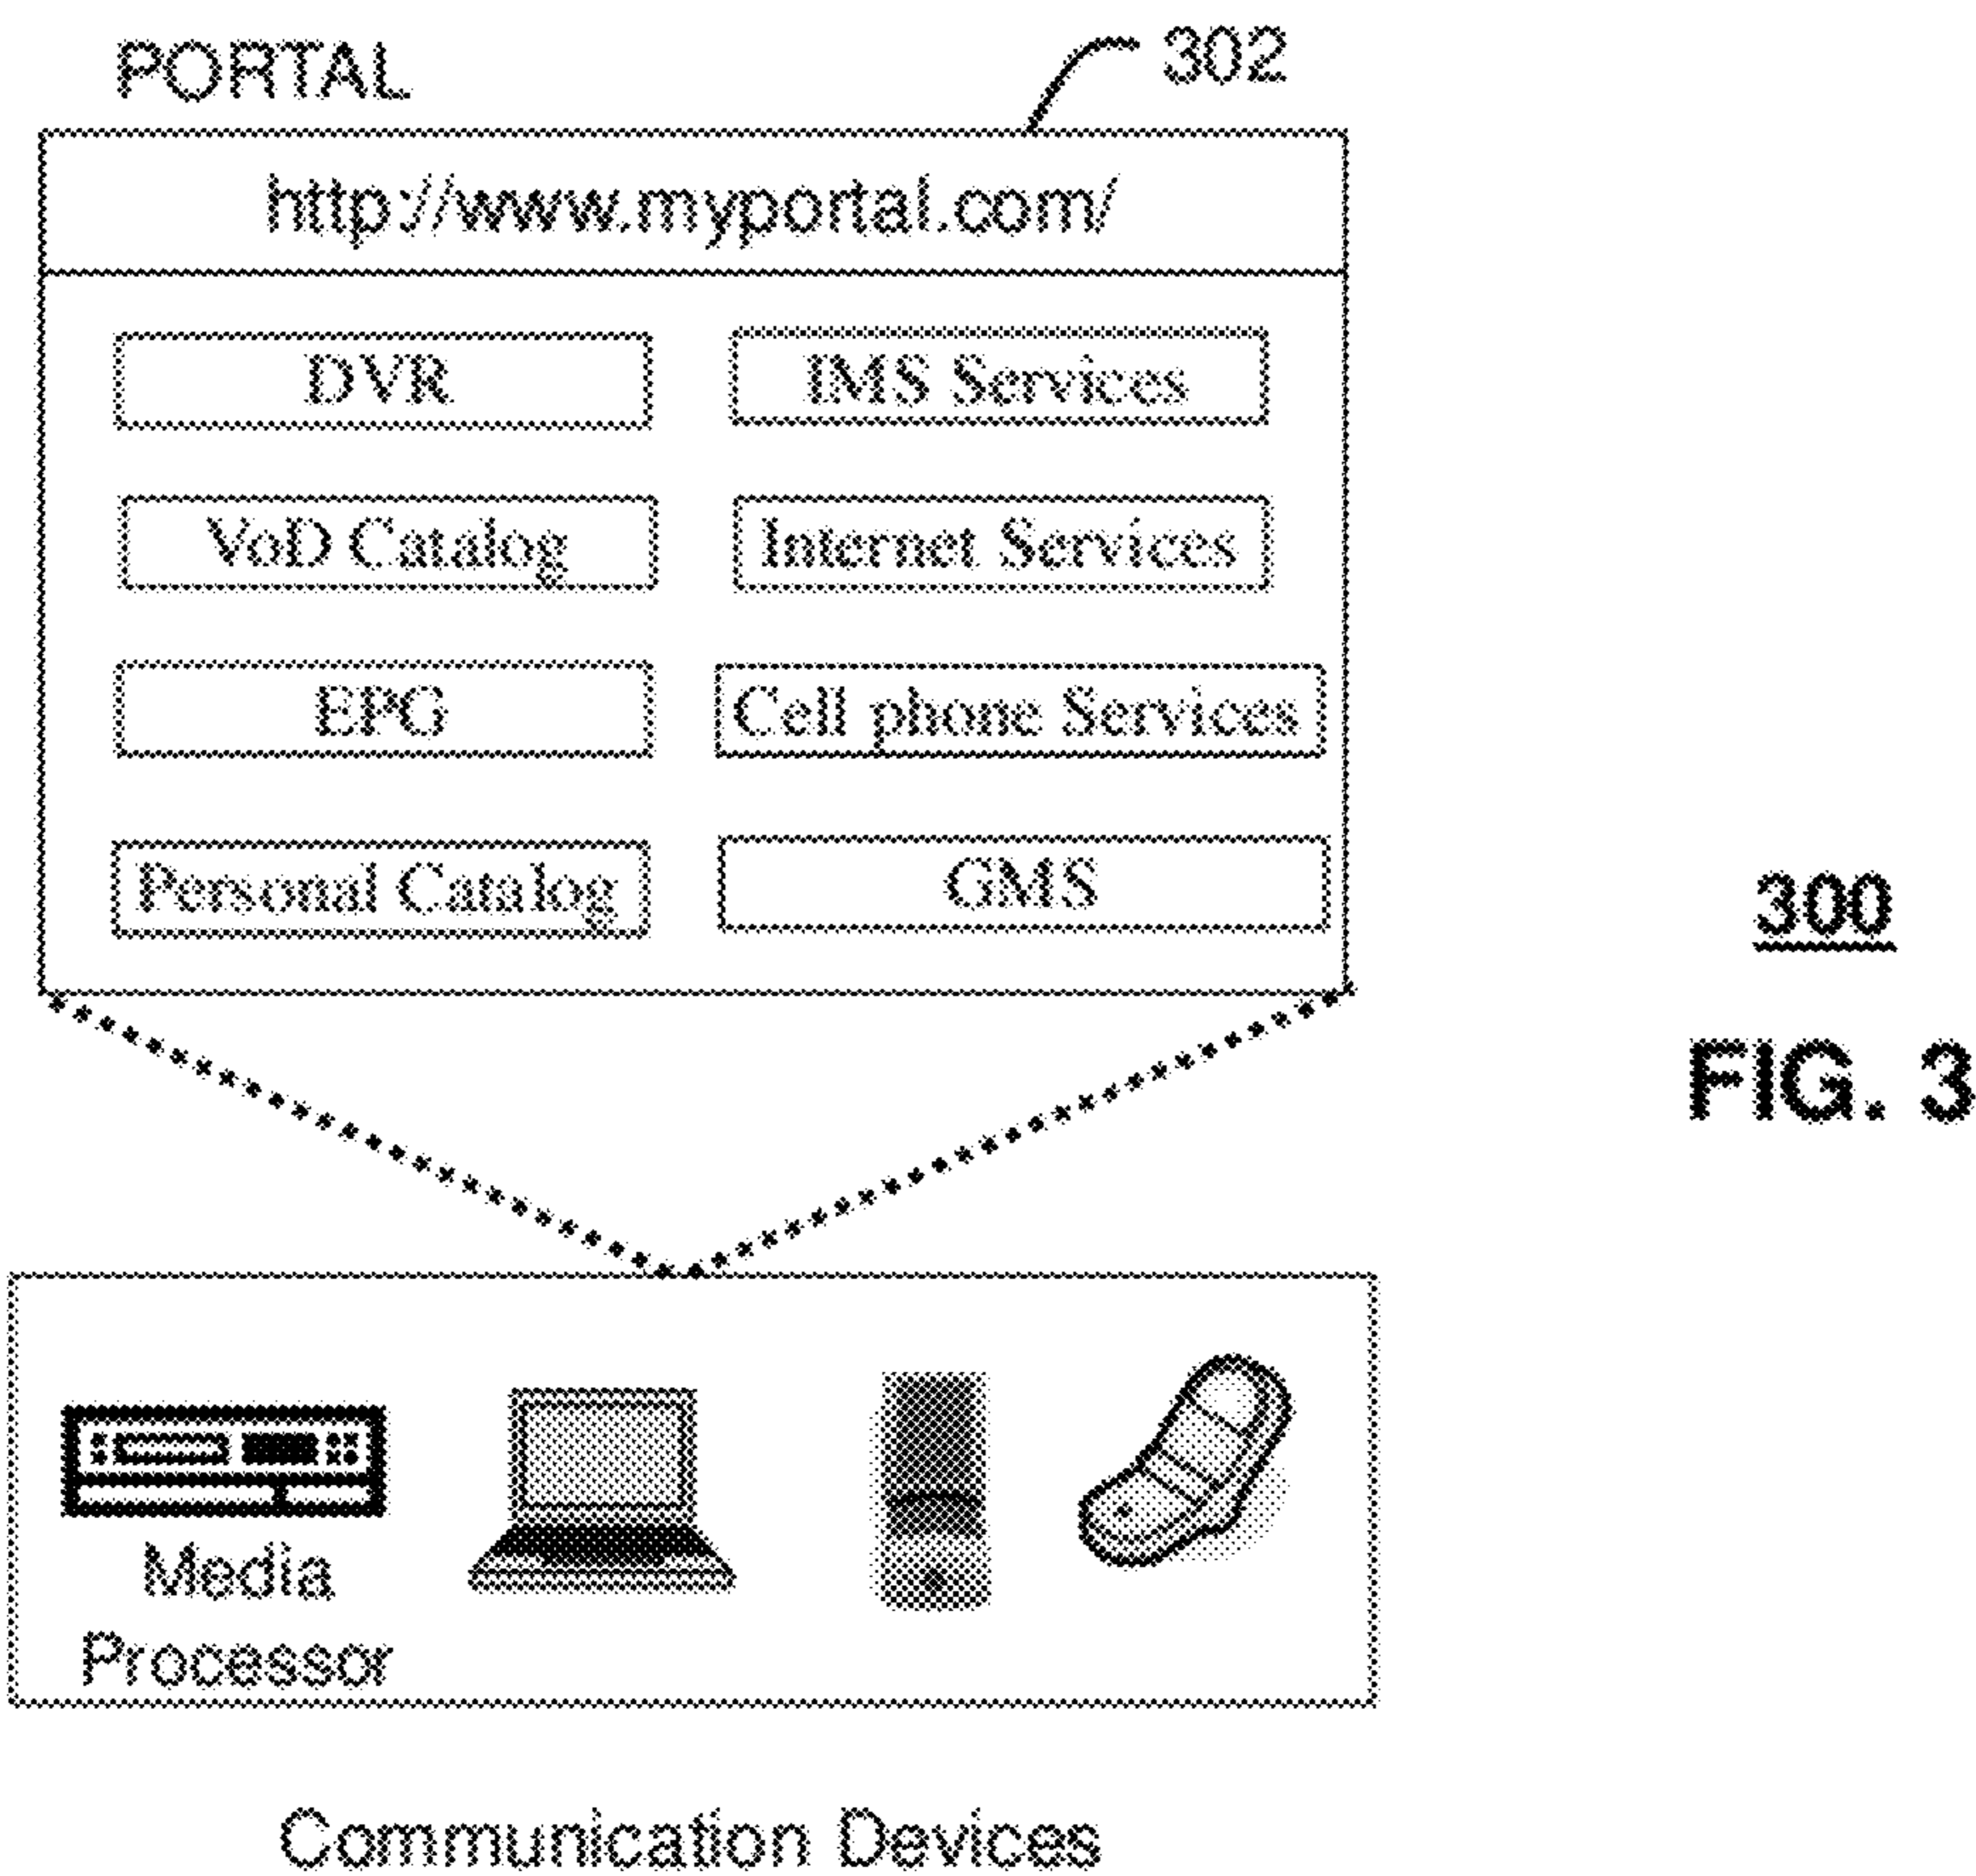 PORTAL
302
http://www.myportal.com/
DVR
IMS Services
VoD Catalog
Internet Services
EPG
Cell phone Services
Personal Catalog
GMS
300
FIG. 3
Media
Processor
Communication Devices